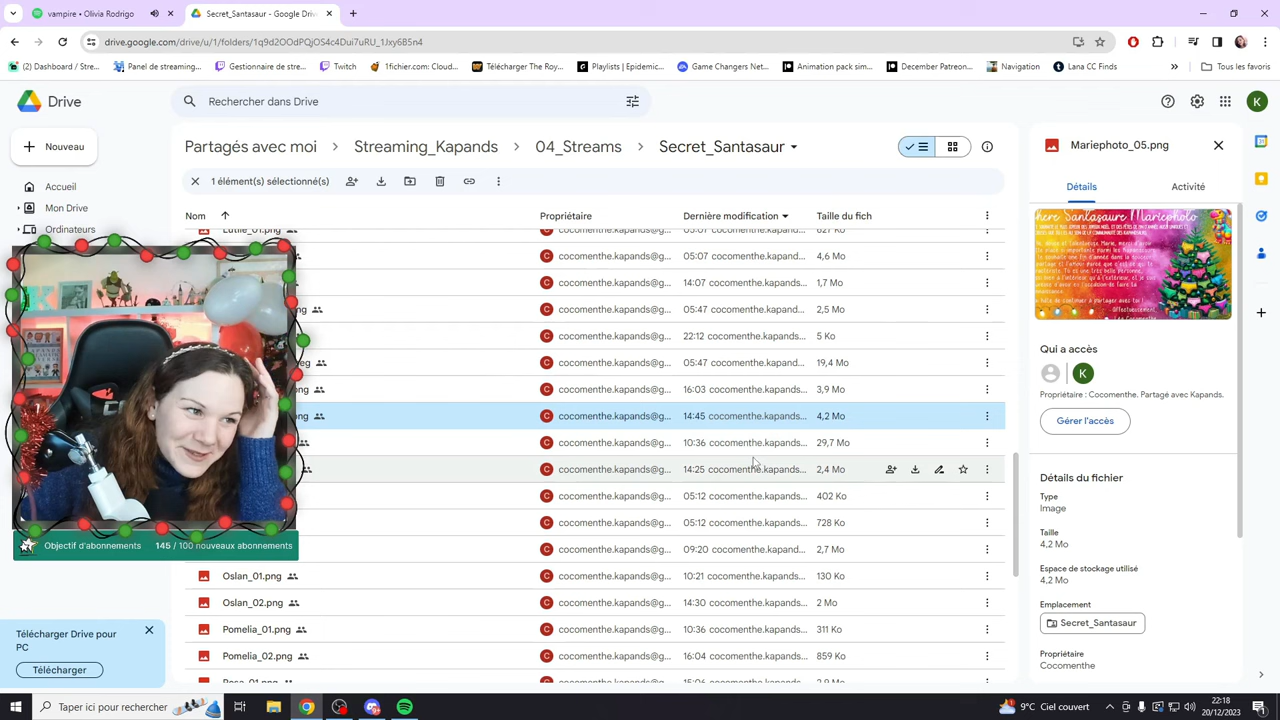 vampire • Olivia Rodrigo
Secret_Santasaur - Google Drive
drive.google.com/drive/u/1/folders/1q9d2OOdPQjOS4c4Dui7uRU_1Jxy6B5n4
(2) Dashboard / Stre...
Panel de streaming...
Gestionnaire de stre...
Twitch
1fichier.com: Cloud...
Télécharger The Roy...
Playlists | Epidemic...
Game Changers Net...
Animation pack sim...
December Patreon...
Navigation
Lana CC Finds
Tous les favoris
Drive
Rechercher dans Drive
K
Nouveau
Partagés avec moi
Streaming_Kapands
04_Streams
Secret_Santasaur
1 élément(s) sélectionné(s)
Accueil
Mon Drive
Ordinateurs
Nom
Propriétaire
Dernière modification
Taille du fich
cocomenthe.kapands@g... 05:07 cocomenthe.kapands... 4,6 Mo
cocomenthe.kapands@g... 14:07 cocomenthe.kapands... 1,7 Mo
ng cocomenthe.kapands@g... 05:47 cocomenthe.kapands... 2,5 Mo
cocomenthe.kapands@g... 22:12 cocomenthe.kapands... 5 Ko
eg cocomenthe.kapands@g... 05:47 cocomenthe.kapands... 19,4 Mo
ng cocomenthe.kapands@g... 16:03 cocomenthe.kapands... 3,9 Mo
ng cocomenthe.kapands@g... 14:45 cocomenthe.kapands... 4,2 Mo
cocomenthe.kapands@g... 10:36 cocomenthe.kapands... 29,7 Mo
cocomenthe.kapands@g... 14:25 cocomenthe.kapands... 2,4 Mo
cocomenthe.kapands@g... 05:12 cocomenthe.kapands... 402 Ko
cocomenthe.kapands@g... 05:12 cocomenthe.kapands... 728 Ko
cocomenthe.kapands@g... 09:20 cocomenthe.kapands... 2,7 Mo
Oslan_01.png cocomenthe.kapands@g... 10:21 cocomenthe.kapands... 130 Ko
Oslan_02.png cocomenthe.kapands@g... 14:30 cocomenthe.kapands... 2 Mo
Pomelia_01.png cocomenthe.kapands@g... 10:36 cocomenthe.kapands... 311 Ko
Pomelia_02.png cocomenthe.kapands@g... 16:04 cocomenthe.kapands... 859 Ko
Objectif d'abonnements 145 / 100 nouveaux abonnements
Télécharger Drive pour
PC
Télécharger
Mariephoto_05.png
Détails
Activité
here Santasaure Mariephoto
Qui a accès
K
Propriétaire : Cocomenthe. Partagé avec Kapands.
Gérer l'accès
Détails du fichier
Type
Image
Taille
4,2 Mo
Espace de stockage utilisé
4,2 Mo
Emplacement
Secret_Santasaur
Propriétaire
Cocomenthe
Taper ici pour rechercher
9°C Ciel couvert
22:18
20/12/2023